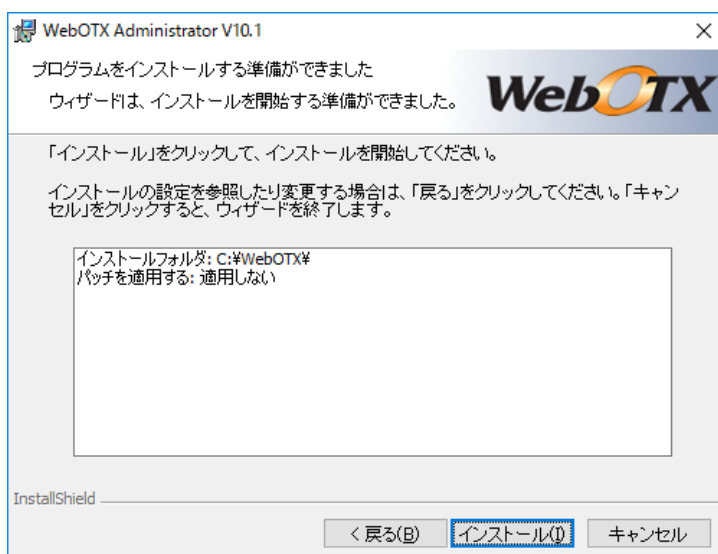 WebOTX Administrator V10.1
プログラムをインストールする準備ができました
ウィザードは、インストールを開始する準備ができました。
WebOTX
「インストール」をクリックして、インストールを開始してください。
インストールの設定を参照したり変更する場合は、「戻る」をクリックしてください。「キャン
セル」をクリックすると、ウィザードを終了します。
インストールフォルダ: C:¥WebOTX¥
パッチを適用する: 適用しない
InstallShield
< 戻る(B)
インストール(I)
キャンセル